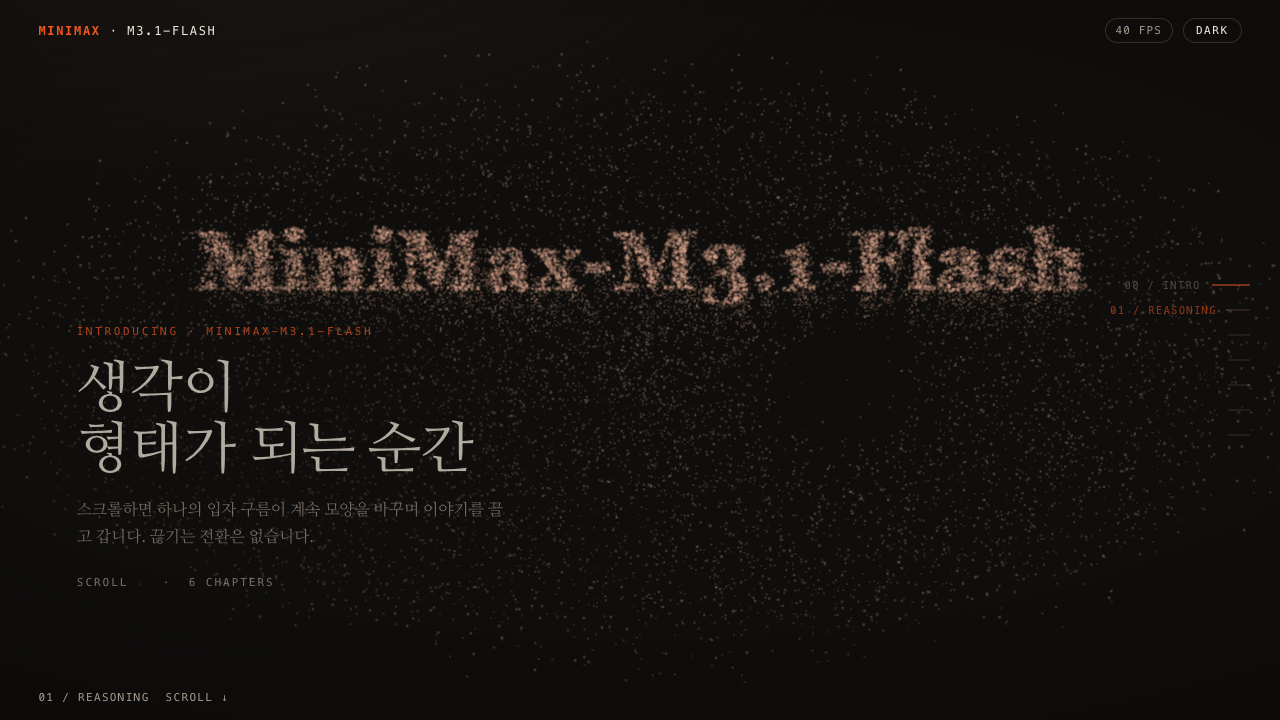 MINIMAX · M3.1-FLASH
40 FPS
DARK
MiniMax-M3.1-Flash
00 / INTRO
01 / REASONING
INTRODUCING · MINIMAX-M3.1-FLASH
생각이
형태가 되는 순간
스크롤하면 하나의 입자 구름이 계속 모양을 바꾸며 이야기를 끌
고 갑니다. 끊기는 전환은 없습니다.
SCROLL ↓ · 6 CHAPTERS
01 / REASONING SCROLL ↓